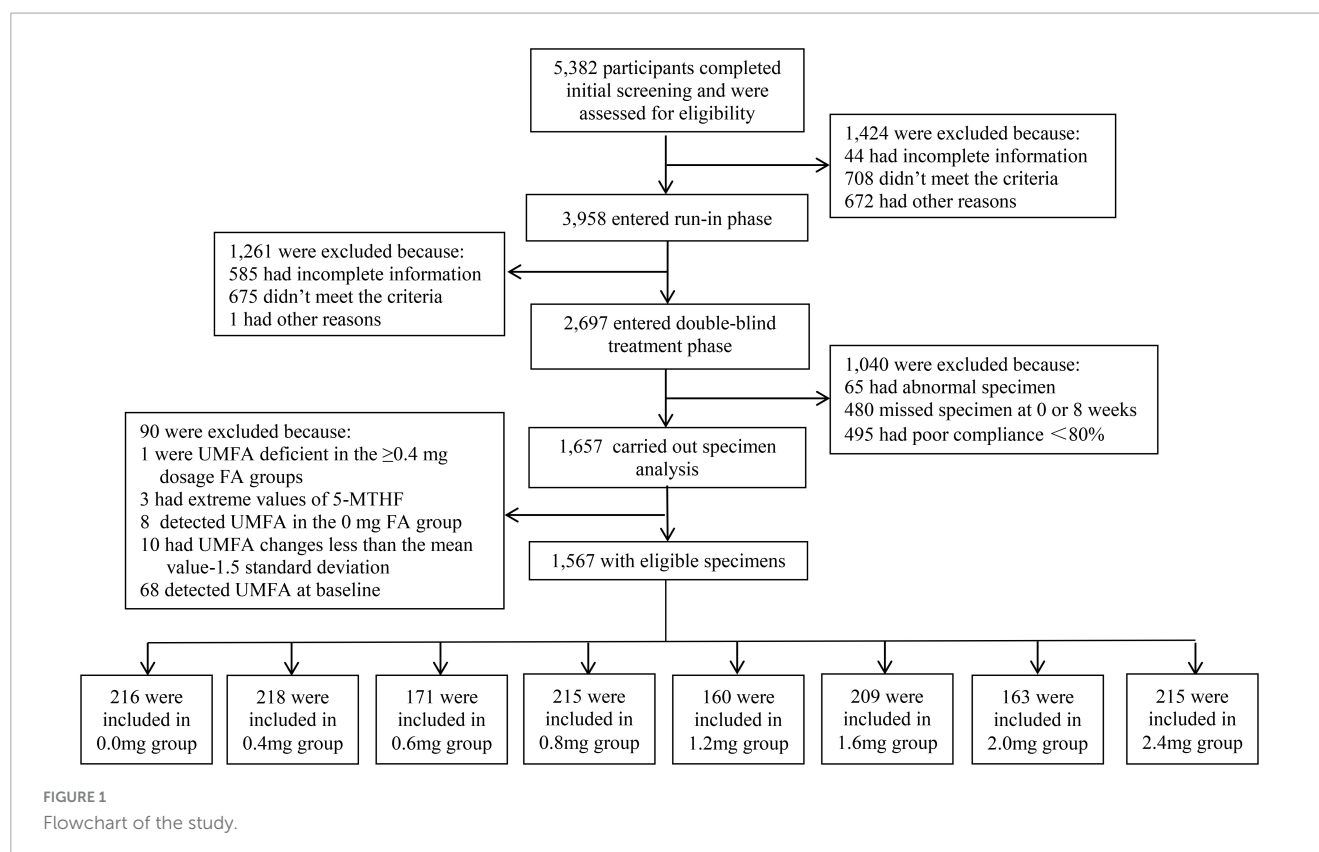 5,382 participants completed
initial screening and were
assessed for eligibility
1,424 were excluded because:
44 had incomplete information
708 didn’t meet the criteria
672 had other reasons
3,958 entered run-in phase
1,261 were excluded because:
585 had incomplete information
675 didn’t meet the criteria
1 had other reasons
2,697 entered double-blind
treatment phase
1,040 were excluded because:
65 had abnormal specimen
480 missed specimen at 0 or 8 weeks
495 had poor compliance <80%
1,657 carried out specimen
analysis
90 were excluded because:
1 were UMFA deficient in the ≥0.4 mg
dosage FA groups
3 had extreme values of 5-MTHF
8 detected UMFA in the 0 mg FA group
10 had UMFA changes less than the mean
value-1.5 standard deviation
68 detected UMFA at baseline
1,567 with eligible specimens
216 were
included in
0.0mg group
218 were
included in
0.4mg group
171 were
included in
0.6mg group
215 were
included in
0.8mg group
160 were
included in
1.2mg group
209 were
included in
1.6mg group
163 were
included in
2.0mg group
215 were
included in
2.4mg group
FIGURE 1
Flowchart of the study.